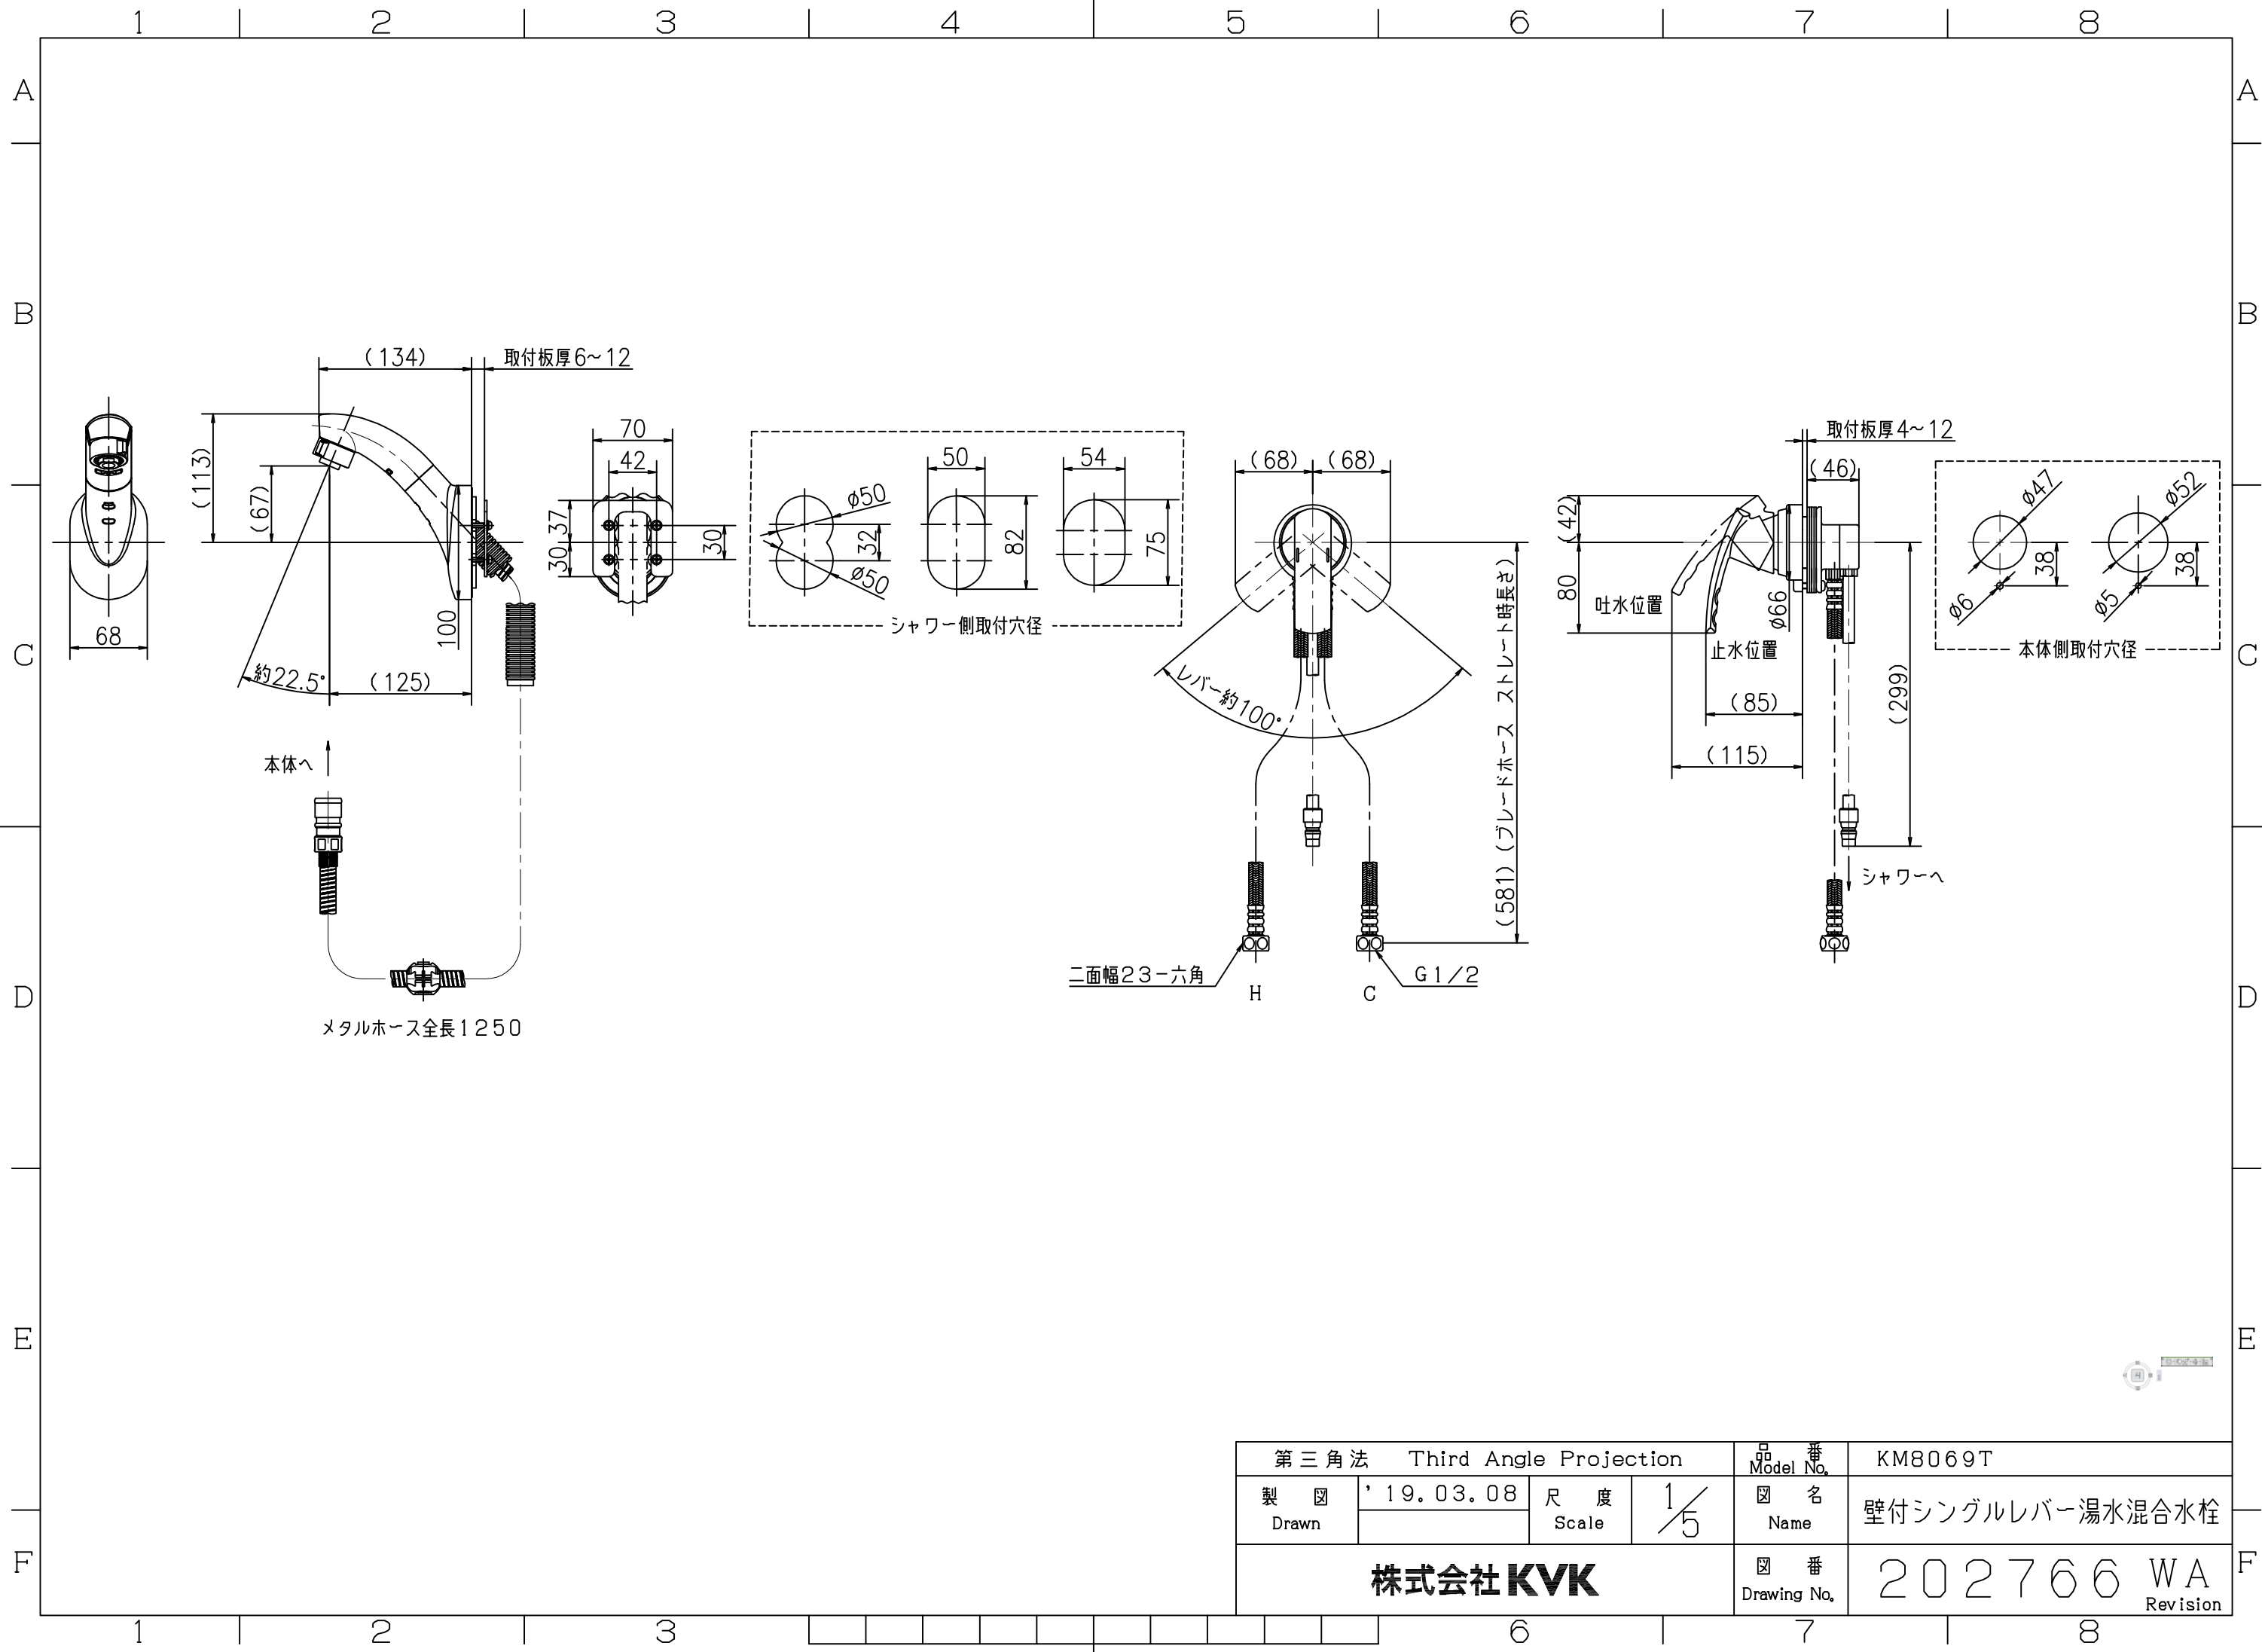 1 2 3 4 5 6 7 8
A A
B B
C C
D D
E E
F F
(134)
取付板厚6~12
(113)
(67)
68
約22.5°
(125)
100
本体へ
メタルホース全長1250
70
42
37
30
30
ø50
32
ø50
50
82
54
75
シャワー側取付穴径
(68) (68)
レバー約100°
(581)(ブレードホース ストレート時長さ)
二面幅23-六角
H
C
G1/2
取付板厚4~12
(46)
(42)
80
吐水位置
止水位置
ø66
(85)
(115)
(299)
シャワーへ
ø47
38
ø6
ø52
38
ø5
本体側取付穴径
第三角法 Third Angle Projection
品番 Model No. KM8069T
製図 Drawn '19.03.08
尺度 Scale 1/5
図名 Name 壁付シングルレバー湯水混合水栓
株式会社KVK
図番 Drawing No. 202766 WA
Revision
1 2 3 6 7 8